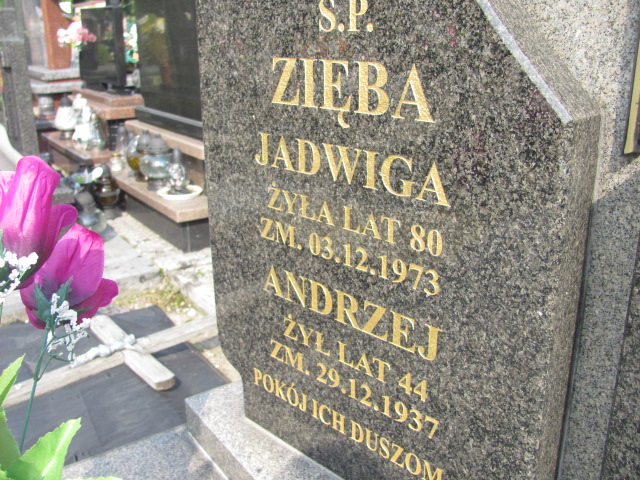 Ś.P.
ZIĘBA
JADWIGA
ŻYŁA LAT 80
ZM. 03.12.1973
ANDRZEJ
ŻYŁ LAT 44
ZM. 29.12.1937
POKÓJ ICH DUSZOM